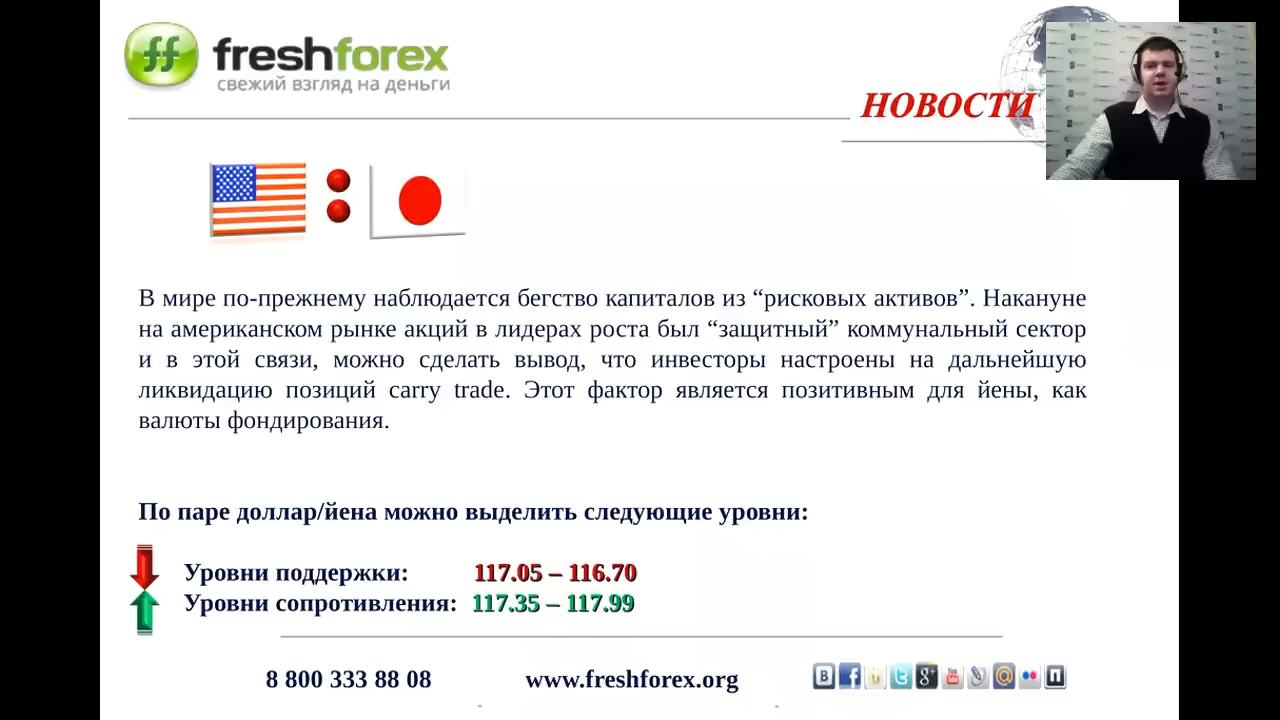 ff freshforex
свежий взгляд на деньги
НОВОСТИ
В мире по-прежнему наблюдается бегство капиталов из “рисковых активов”. Накануне
на американском рынке акций в лидерах роста был “защитный” коммунальный сектор
и в этой связи, можно сделать вывод, что инвесторы настроены на дальнейшую
ликвидацию позиций carry trade. Этот фактор является позитивным для йены, как
валюты фондирования.
По паре доллар/йена можно выделить следующие уровни:
Уровни поддержки: 117.05 – 116.70
Уровни сопротивления: 117.35 – 117.99
8 800 333 88 08 www.freshforex.org